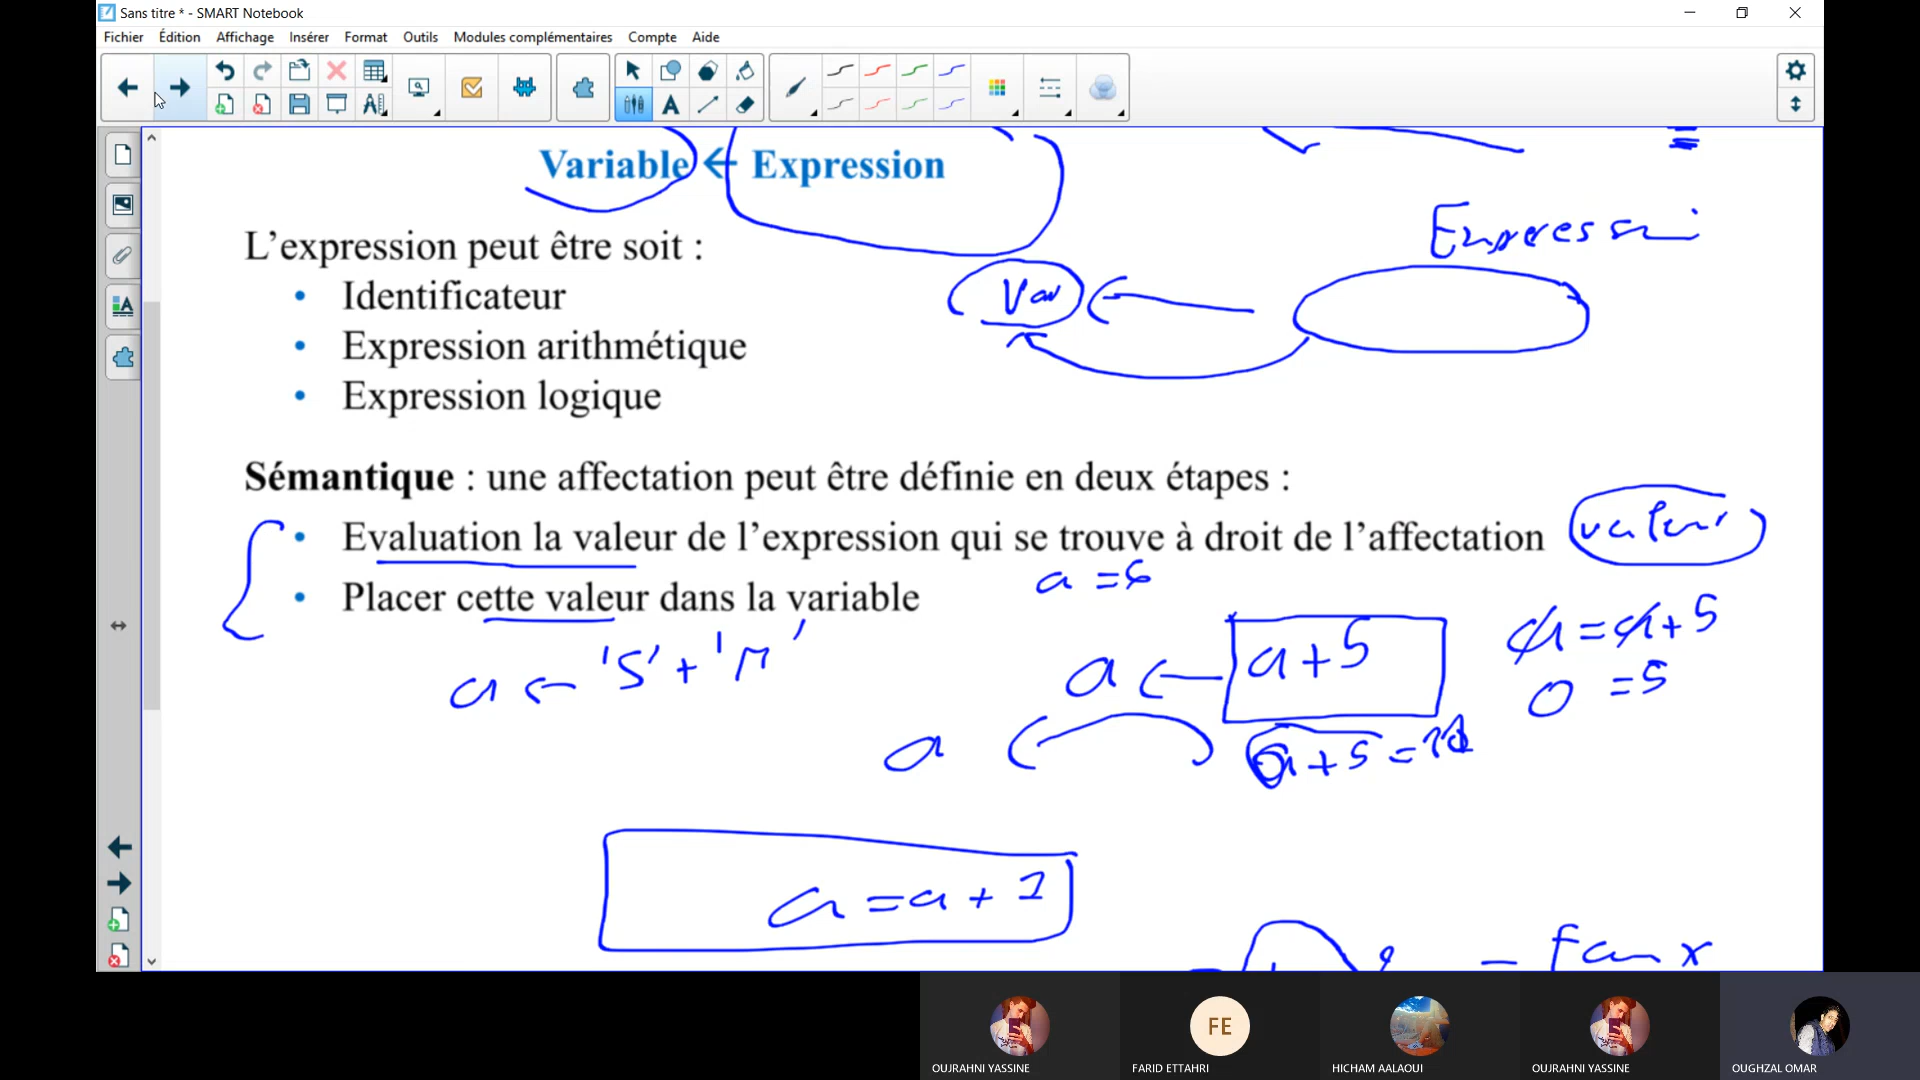 Sans titre * - SMART Notebook
Fichier Édition Affichage Insérer Format Outils Modules complémentaires Compte Aide
Variable ← Expression
L'expression peut être soit :
• Identificateur
• Expression arithmétique
• Expression logique
Var ←
Sémantique : une affectation peut être définie en deux étapes :
• Evaluation la valeur de l'expression qui se trouve à droit de l'affectation
valeur
• Placer cette valeur dans la variable
a = 6
a ← 'S' + 'M'
a ← a+5
a = a + 5
0 = 5
a
a+5 = 11
a = a + 1
= Faux
OUJRAHNI YASSINE
FE
FARID ETTAHRI
HICHAM AALAOUI
OUJRAHNI YASSINE
OUGHZAL OMAR